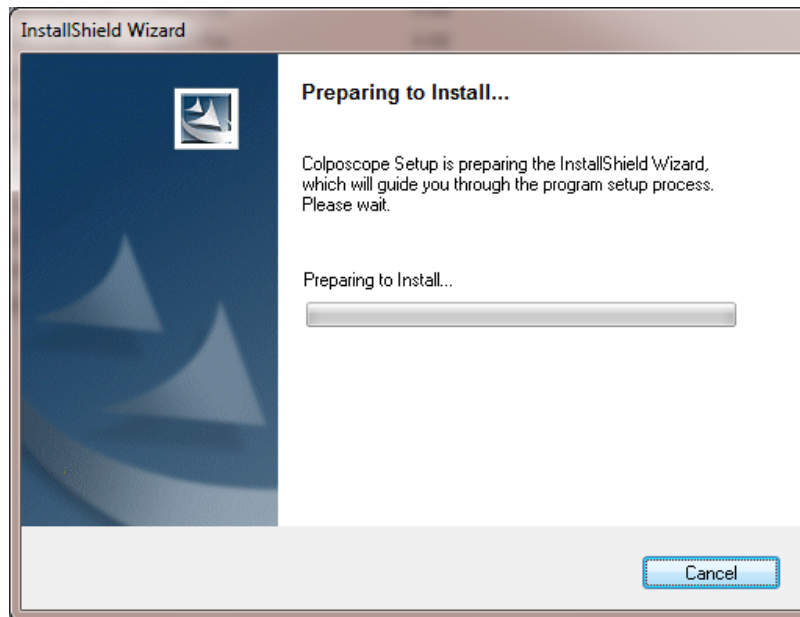 InstallShield Wizard
Preparing to Install...
Colposcope Setup is preparing the InstallShield Wizard,
which will guide you through the program setup process.
Please wait.
Preparing to Install...
Cancel